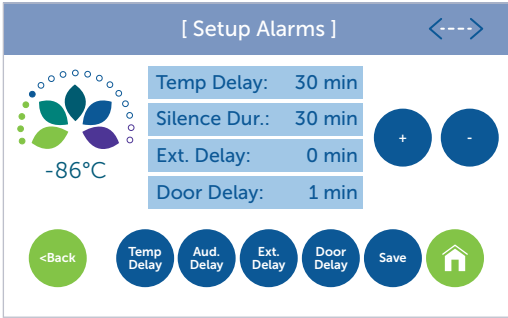 [ Setup Alarms ]
<---->
Temp Delay: 30 min
Silence Dur.: 30 min
Ext. Delay: 0 min
Door Delay: 1 min
+ -
-86°C
<Back
Temp Delay
Aud. Delay
Ext. Delay
Door Delay
Save